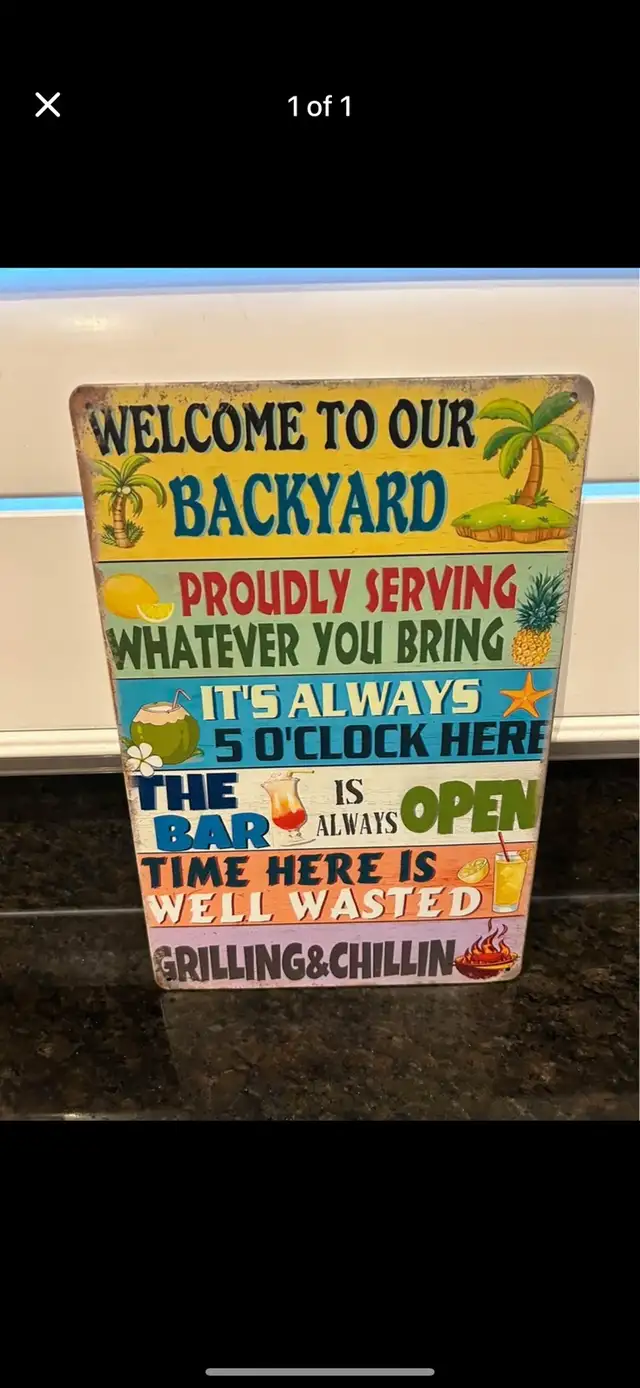 1 of 1
WELCOME TO OUR
BACKYARD
PROUDLY SERVING
WHATEVER YOU BRING
IT'S ALWAYS
5 O'CLOCK HERE
THE BAR IS ALWAYS OPEN
TIME HERE IS
WELL WASTED
GRILLING&CHILLIN